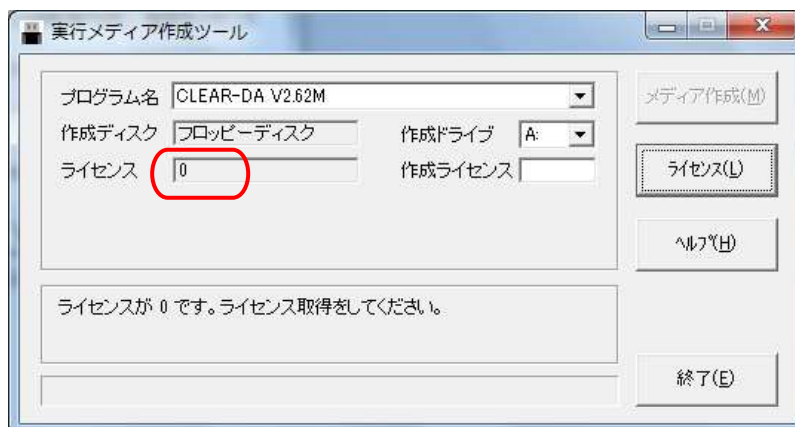 実行メディア作成ツール
プログラム名 CLEAR-DA V2.62M
メディア作成(M)
作成ディスク フロッピーディスク 作成ドライブ A:
ライセンス 0 作成ライセンス
ライセンス(L)
ヘルプ(H)
ライセンスが 0 です。ライセンス取得をしてください。
終了(E)